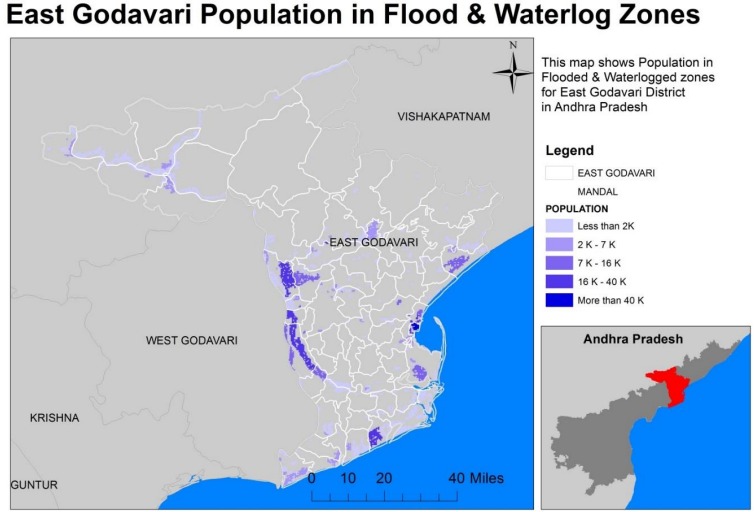 East Godavari Population in Flood & Waterlog Zones
N
This map shows Population in
Flooded & Waterlogged zones
for East Godavari District
in Andhra Pradesh
VISHAKAPATNAM
EAST GODAVARI
WEST GODAVARI
KRISHNA
GUNTUR
0 10 20 40 Miles
Legend
EAST GODAVARI
MANDAL
POPULATION
Less than 2K
2 K - 7 K
7 K - 16 K
16 K - 40 K
More than 40 K
Andhra Pradesh